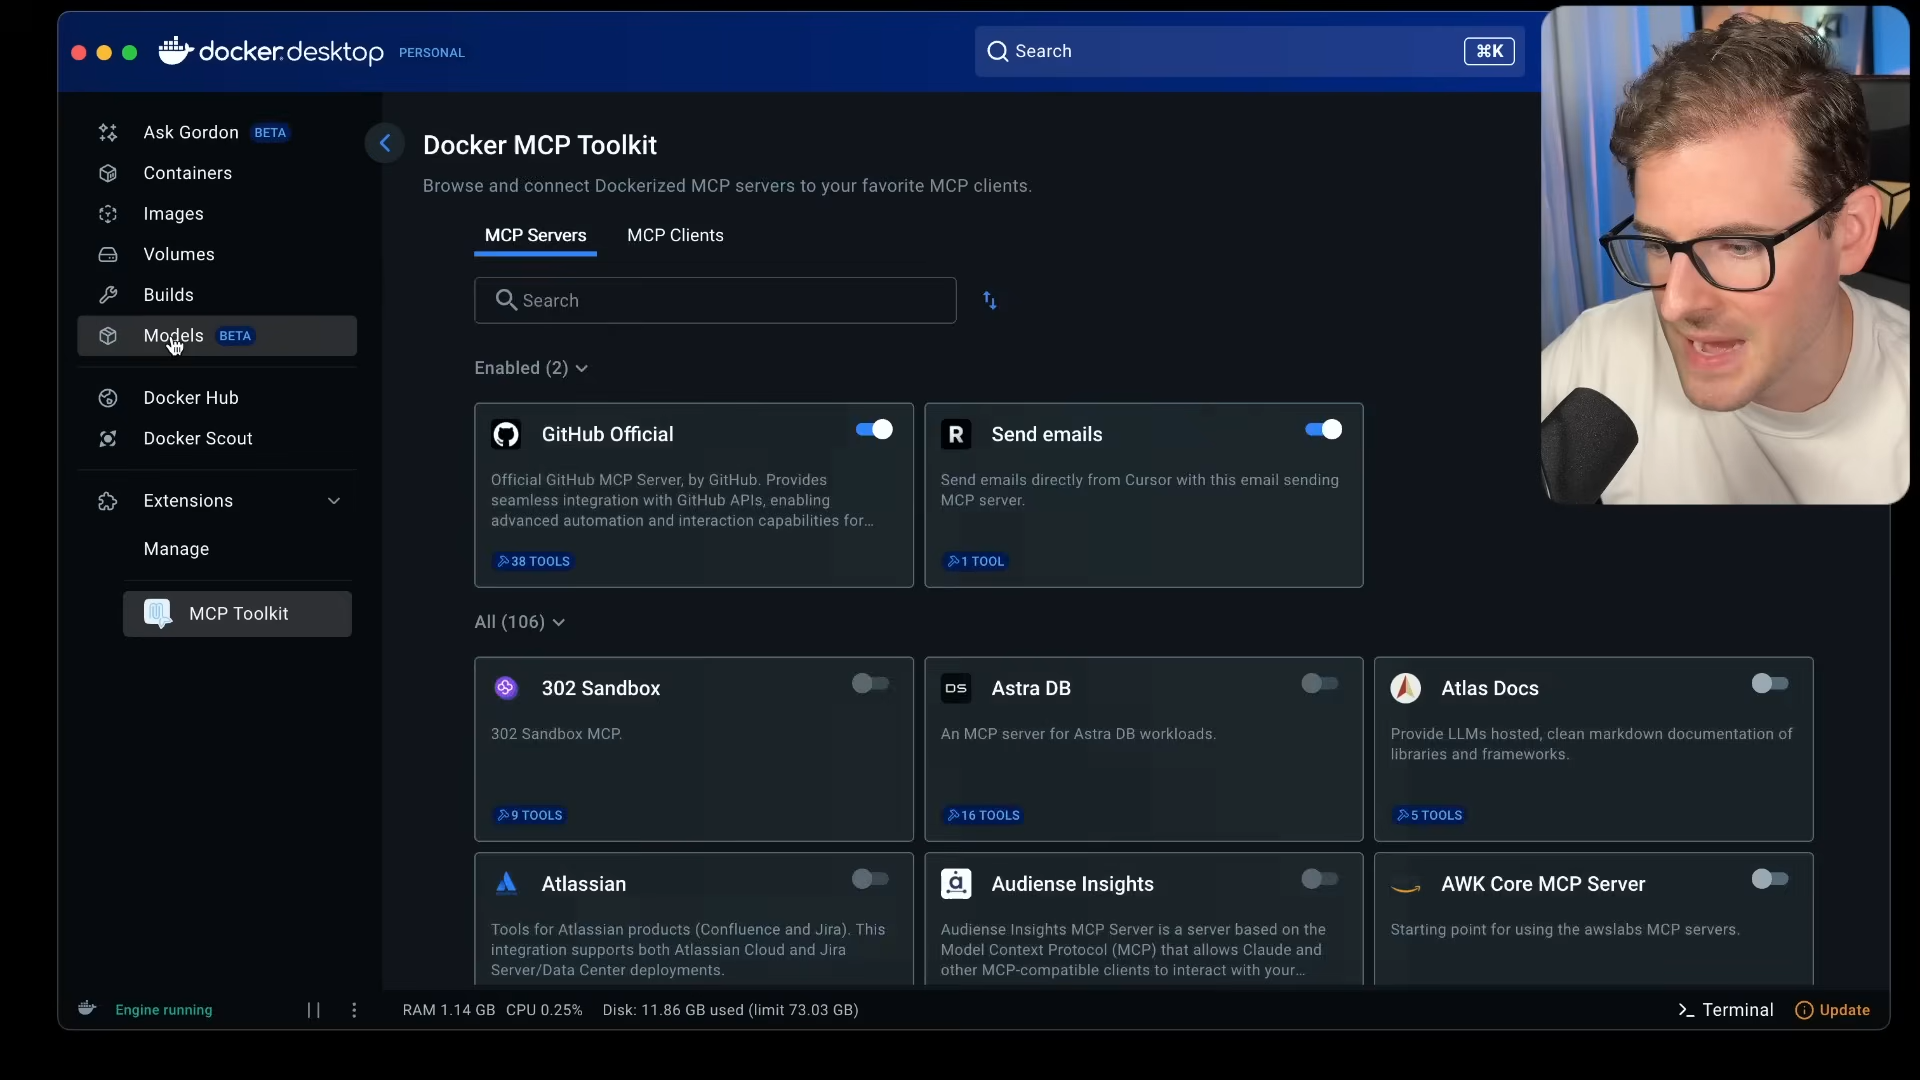 docker.desktop PERSONAL
Search
⌘K
Ask Gordon BETA
Containers
Images
Volumes
Builds
Models BETA
Docker Hub
Docker Scout
Extensions
Manage
MCP Toolkit
Docker MCP Toolkit
Browse and connect Dockerized MCP servers to your favorite MCP clients.
MCP Servers
MCP Clients
Search
Enabled (2)
GitHub Official
Official GitHub MCP Server, by GitHub. Provides
seamless integration with GitHub APIs, enabling
advanced automation and interaction capabilities for…
38 TOOLS
R
Send emails
Send emails directly from Cursor with this email sending
MCP server.
1 TOOL
All (106)
302 Sandbox
302 Sandbox MCP.
9 TOOLS
DS
Astra DB
An MCP server for Astra DB workloads.
16 TOOLS
Atlas Docs
Provide LLMs hosted, clean markdown documentation of
libraries and frameworks.
5 TOOLS
Atlassian
Tools for Atlassian products (Confluence and Jira). This
integration supports both Atlassian Cloud and Jira
Server/Data Center deployments.
Audiense Insights
Audiense Insights MCP Server is a server based on the
Model Context Protocol (MCP) that allows Claude and
other MCP-compatible clients to interact with your…
AWK Core MCP Server
Starting point for using the awslabs MCP servers.
Engine running
RAM 1.14 GB CPU 0.25% Disk: 11.86 GB used (limit 73.03 GB)
Terminal
Update